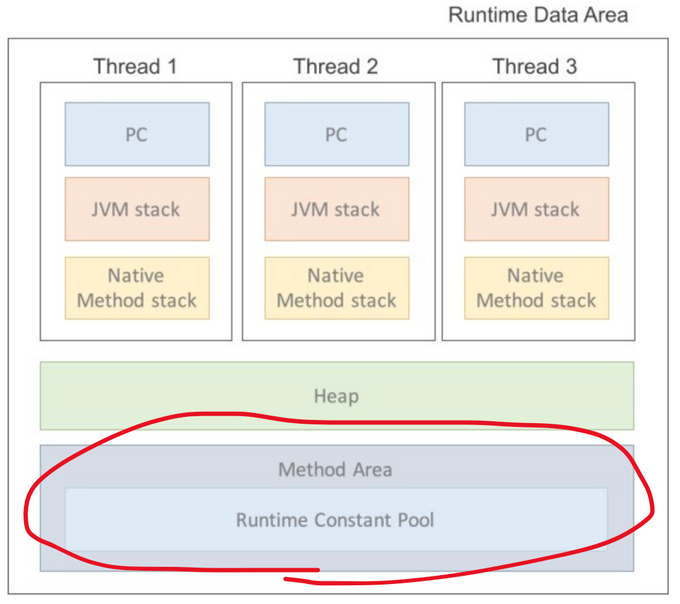 Runtime Data Area
Thread 1
Thread 2
Thread 3
PC
PC
PC
JVM stack
JVM stack
JVM stack
Native
Method stack
Native
Method stack
Native
Method stack
Heap
Method Area
Runtime Constant Pool